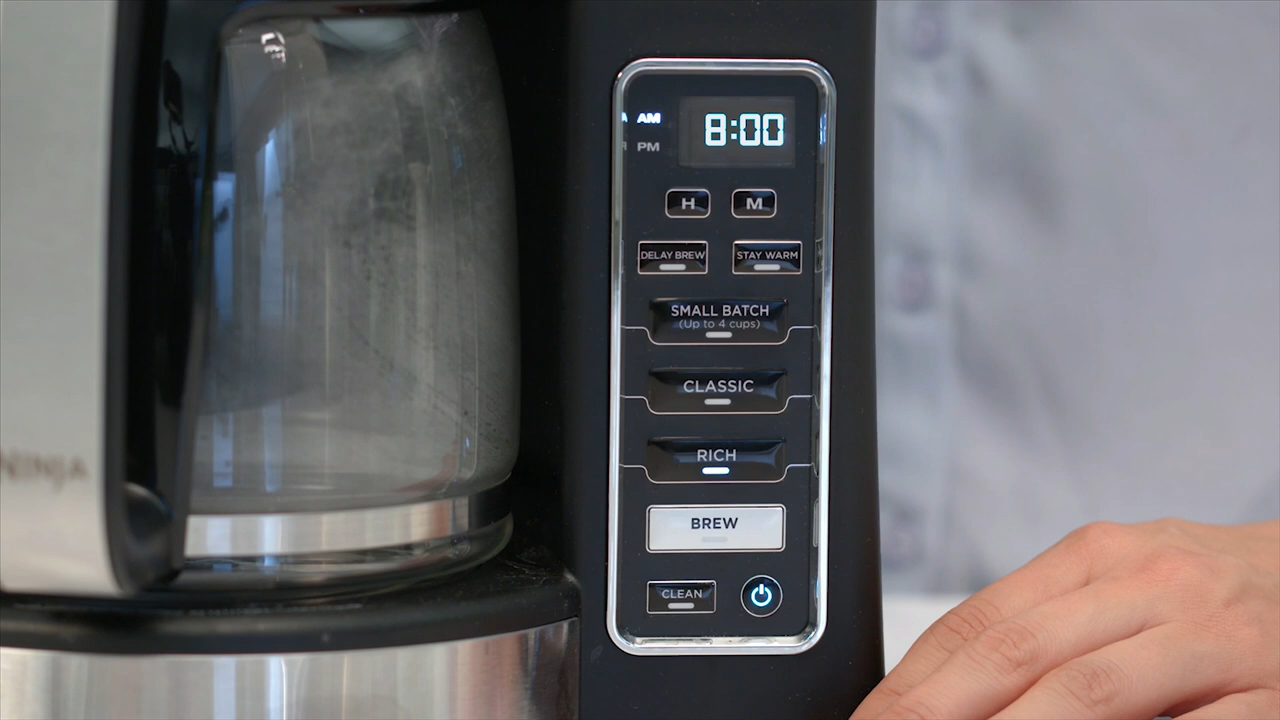 AM
8:00
PM
H M
DELAY BREW STAY WARM
SMALL BATCH
(Up to 4 cups)
CLASSIC
RICH
NINJA
BREW
CLEAN